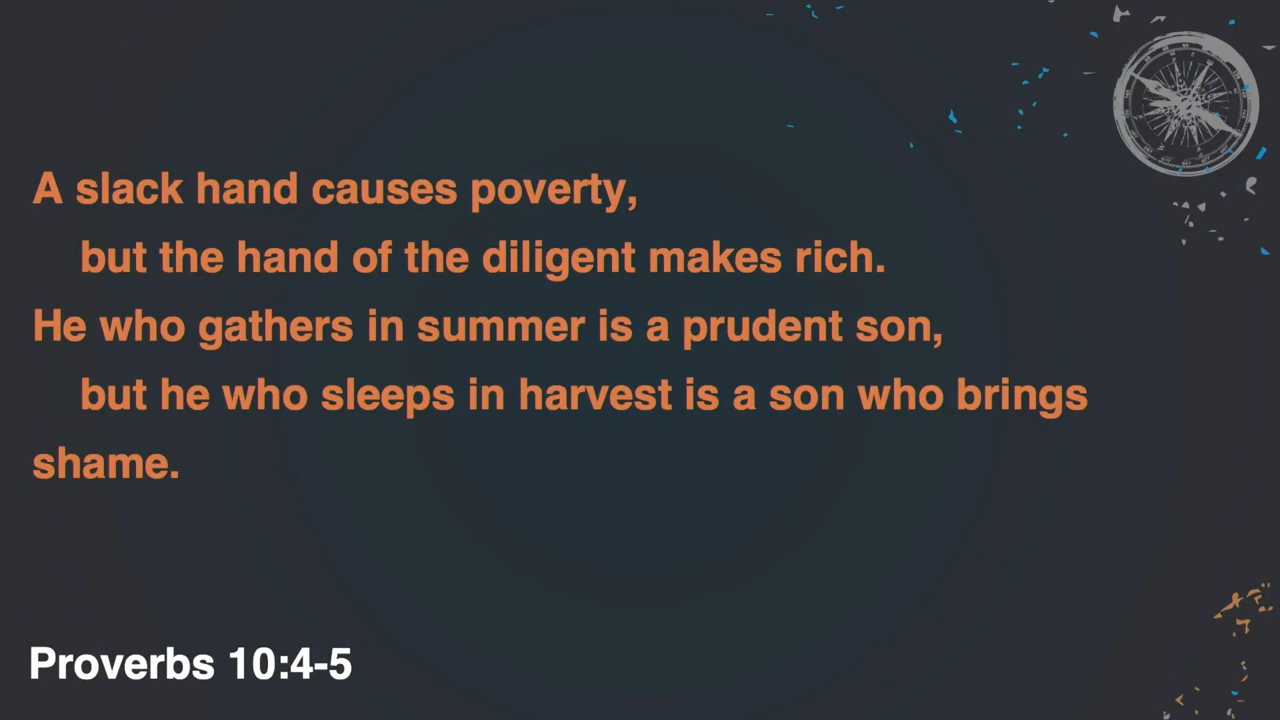 A slack hand causes poverty,
but the hand of the diligent makes rich.
He who gathers in summer is a prudent son,
but he who sleeps in harvest is a son who brings
shame.
Proverbs 10:4-5